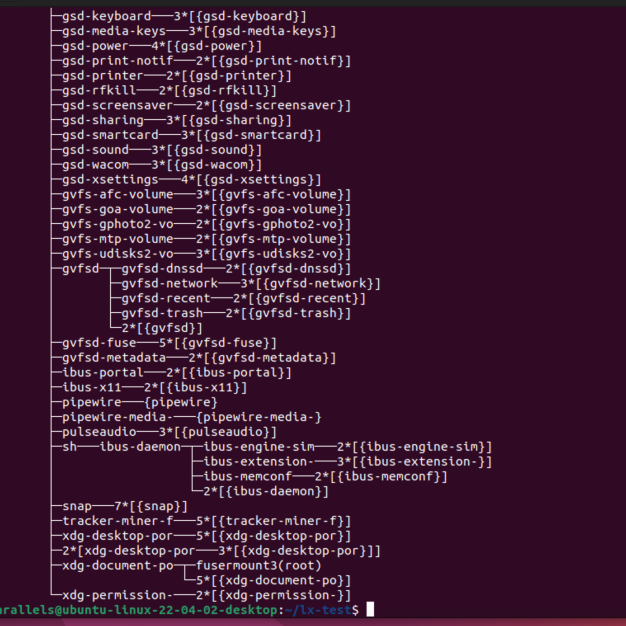 ├─gsd-keyboard───3*[{gsd-keyboard}]
├─gsd-media-keys───3*[{gsd-media-keys}]
├─gsd-power───4*[{gsd-power}]
├─gsd-print-notif───2*[{gsd-print-notif}]
├─gsd-printer───2*[{gsd-printer}]
├─gsd-rfkill───2*[{gsd-rfkill}]
├─gsd-screensaver───2*[{gsd-screensaver}]
├─gsd-sharing───3*[{gsd-sharing}]
├─gsd-smartcard───3*[{gsd-smartcard}]
├─gsd-sound───3*[{gsd-sound}]
├─gsd-wacom───3*[{gsd-wacom}]
├─gsd-xsettings───4*[{gsd-xsettings}]
├─gvfs-afc-volume───3*[{gvfs-afc-volume}]
├─gvfs-goa-volume───2*[{gvfs-goa-volume}]
├─gvfs-gphoto2-vo───2*[{gvfs-gphoto2-vo}]
├─gvfs-mtp-volume───2*[{gvfs-mtp-volume}]
├─gvfs-udisks2-vo───3*[{gvfs-udisks2-vo}]
├─gvfsd─┬─gvfsd-dnssd───2*[{gvfsd-dnssd}]
│       ├─gvfsd-network───3*[{gvfsd-network}]
│       ├─gvfsd-recent───2*[{gvfsd-recent}]
│       ├─gvfsd-trash───2*[{gvfsd-trash}]
│       └─2*[{gvfsd}]
├─gvfsd-fuse───5*[{gvfsd-fuse}]
├─gvfsd-metadata───2*[{gvfsd-metadata}]
├─ibus-portal───2*[{ibus-portal}]
├─ibus-x11───2*[{ibus-x11}]
├─pipewire───{pipewire}
├─pipewire-media-───{pipewire-media-}
├─pulseaudio───3*[{pulseaudio}]
├─sh───ibus-daemon─┬─ibus-engine-sim───2*[{ibus-engine-sim}]
│                  ├─ibus-extension-───3*[{ibus-extension-}]
│                  ├─ibus-memconf───2*[{ibus-memconf}]
│                  └─2*[{ibus-daemon}]
├─snap───7*[{snap}]
├─tracker-miner-f───5*[{tracker-miner-f}]
├─xdg-desktop-por───5*[{xdg-desktop-por}]
├─2*[xdg-desktop-por───3*[{xdg-desktop-por}]]
├─xdg-document-po─┬─fusermount3(root)
│                 └─5*[{xdg-document-po}]
└─xdg-permission-───2*[{xdg-permission-}]
arallels@ubuntu-linux-22-04-02-desktop:~/lx-test$